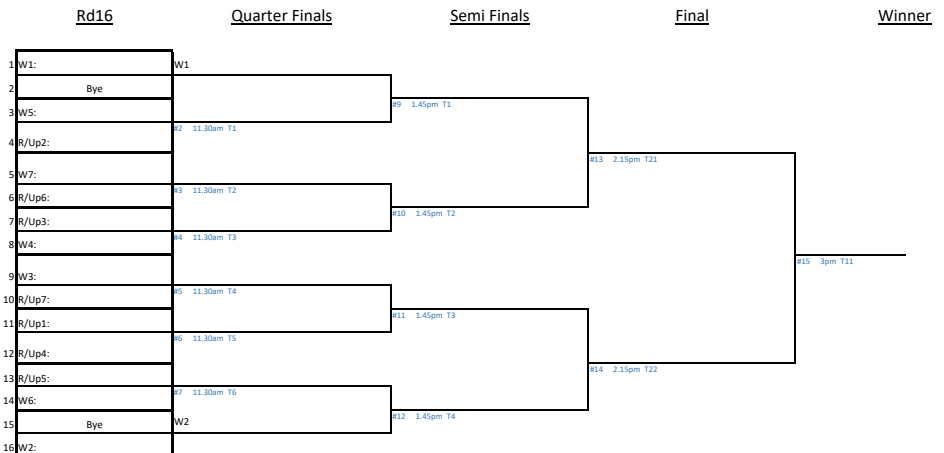 Rd16 Quarter Finals Semi Finals Final Winner
1 W1: W1
2 Bye
#9 1.45pm T1
3 W5:
#2 11.30am T1
4 R/Up2:
#13 2.15pm T21
5 W7:
#3 11.30am T2
6 R/Up6:
#10 1.45pm T2
7 R/Up3:
#4 11.30am T3
8 W4:
#15 3pm T11
9 W3:
#5 11.30am T4
10 R/Up7:
#11 1.45pm T3
11 R/Up1:
#6 11.30am T5
12 R/Up4:
#14 2.15pm T22
13 R/Up5:
#7 11.30am T6
14 W6:
#12 1.45pm T4
15 Bye W2
16 W2: